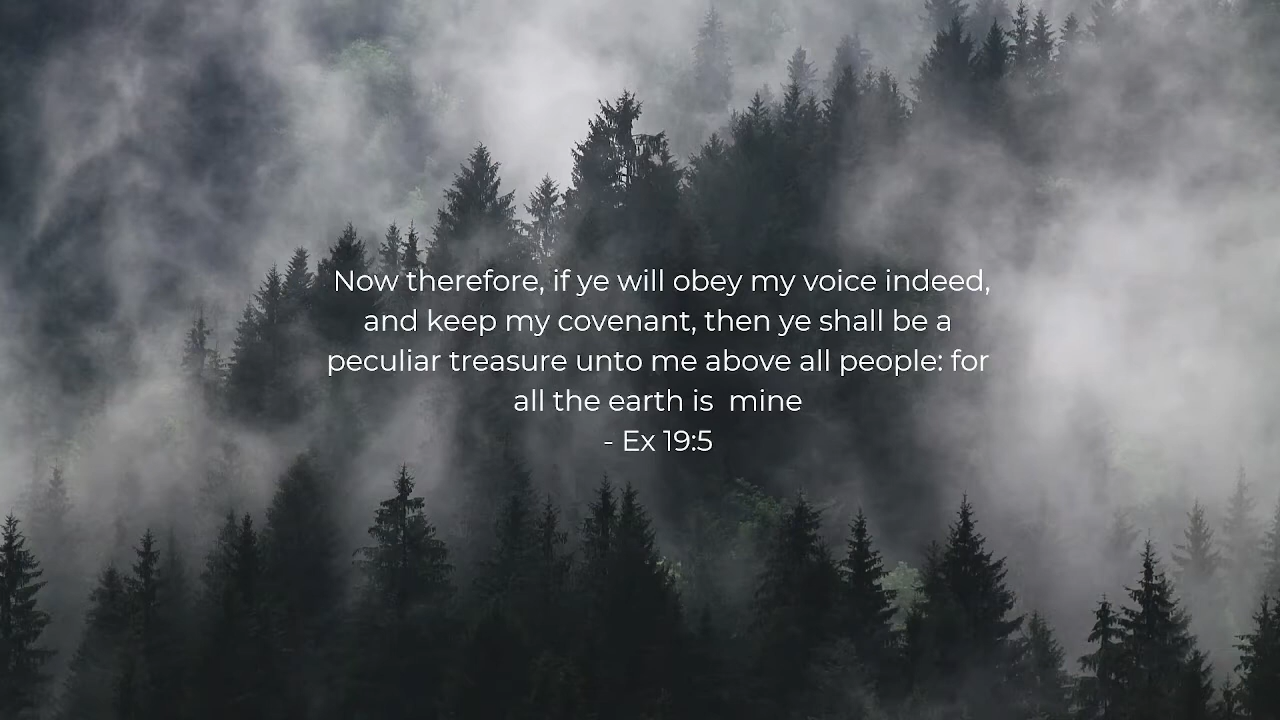 Now therefore, if ye will obey my voice indeed,
and keep my covenant, then ye shall be a
peculiar treasure unto me above all people: for
all the earth is  mine
- Ex 19:5